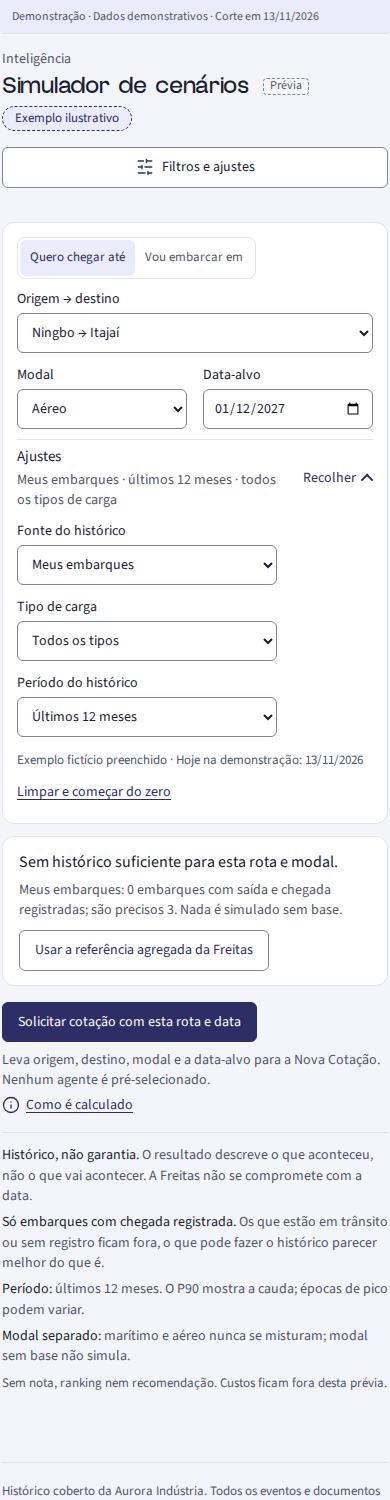 Demonstração · Dados demonstrativos · Corte em 13/11/2026
Inteligência
Simulador de cenários
Prévia
Exemplo ilustrativo
Filtros e ajustes
Quero chegar até
Vou embarcar em
Origem → destino
Ningbo → Itajaí
Modal
Data-alvo
Aéreo
01/12/2027
Ajustes
Meus embarques · últimos 12 meses · todos
os tipos de carga
Recolher
Fonte do histórico
Meus embarques
Tipo de carga
Todos os tipos
Período do histórico
Últimos 12 meses
Exemplo fictício preenchido · Hoje na demonstração: 13/11/2026
Limpar e começar do zero
Sem histórico suficiente para esta rota e modal.
Meus embarques: 0 embarques com saída e chegada
registradas; são precisos 3. Nada é simulado sem base.
Usar a referência agregada da Freitas
Solicitar cotação com esta rota e data
Leva origem, destino, modal e a data-alvo para a Nova Cotação.
Nenhum agente é pré-selecionado.
Como é calculado
Histórico, não garantia. O resultado descreve o que aconteceu,
não o que vai acontecer. A Freitas não se compromete com a
data.
Só embarques com chegada registrada. Os que estão em trânsito
ou sem registro ficam fora, o que pode fazer o histórico parecer
melhor do que é.
Período: últimos 12 meses. O P90 mostra a cauda; épocas de pico
podem variar.
Modal separado: marítimo e aéreo nunca se misturam; modal
sem base não simula.
Sem nota, ranking nem recomendação. Custos ficam fora desta prévia.
Histórico coberto da Aurora Indústria. Todos os eventos e documentos